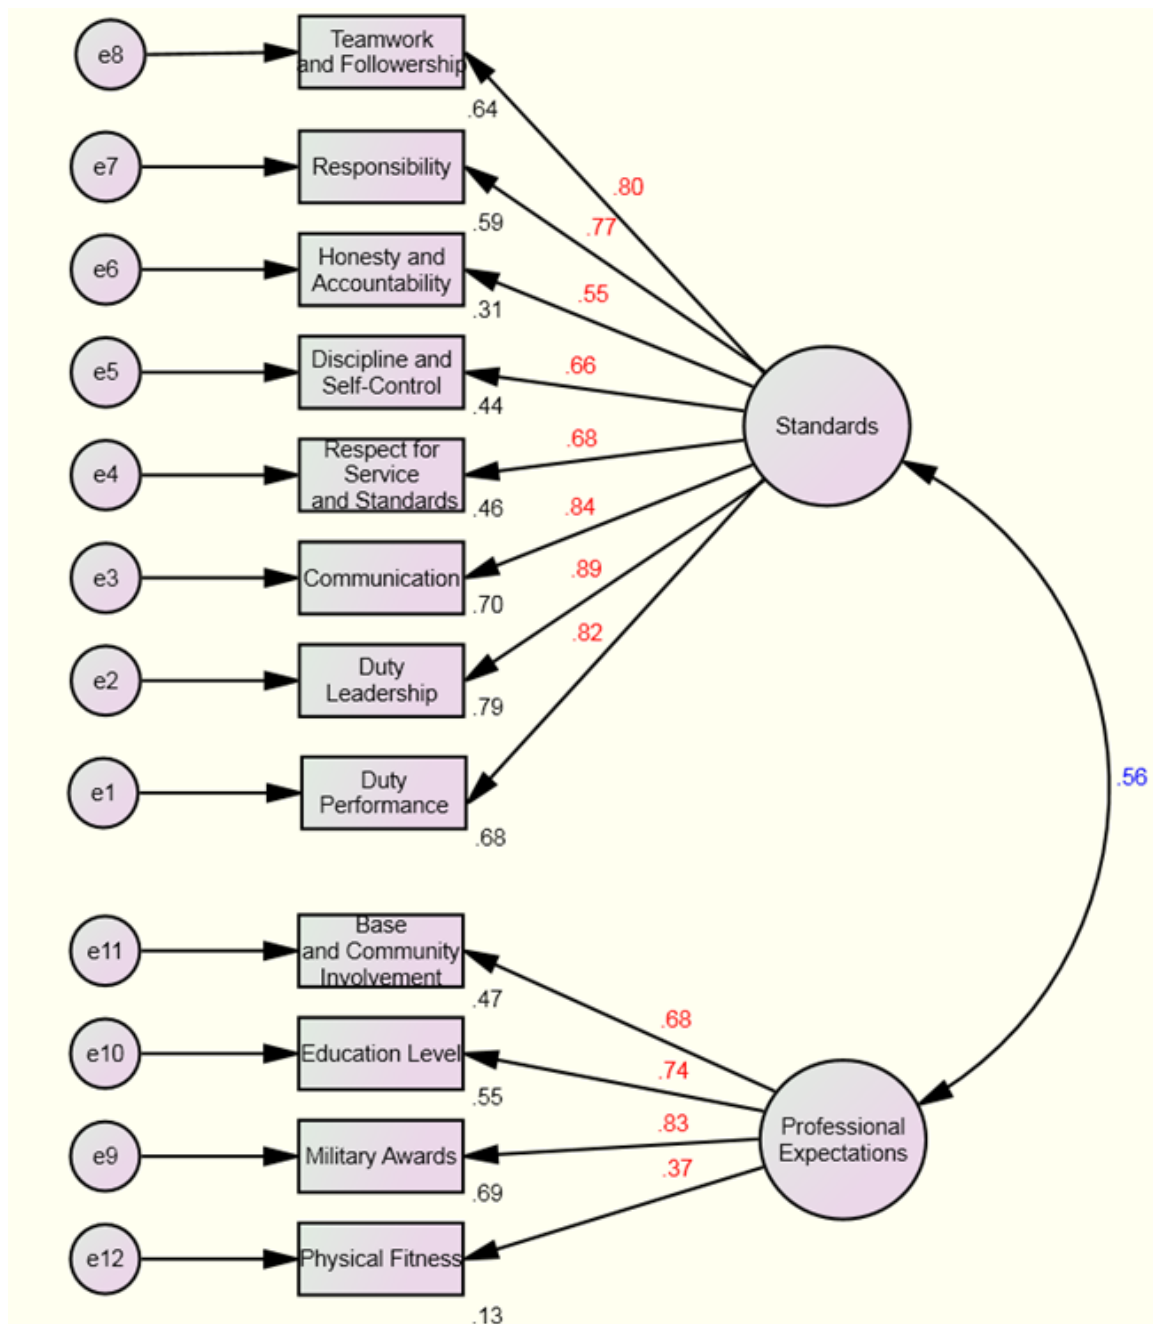 e8
Teamwork
and Followership
.64
.80
e7
Responsibility
.59
.77
e6
Honesty and
Accountability
.31
.55
e5
Discipline and
Self-Control
.44
.66
Standards
e4
Respect for
Service
and Standards
.46
.68
e3
Communication
.70
.84
e2
Duty
Leadership
.79
.89
e1
Duty
Performance
.68
.82
.56
e11
Base
and Community
Involvement
.47
.68
e10
Education Level
.55
.74
e9
Military Awards
.69
.83
Professional
Expectations
e12
Physical Fitness
.13
.37